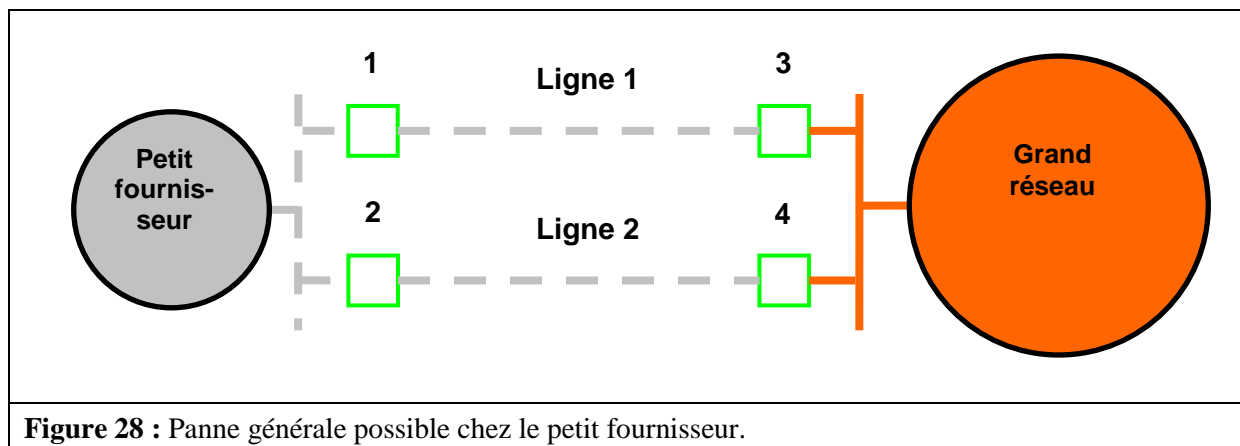 1
3
Ligne 1
Petit
fournis-
seur
Grand
réseau
2
4
Ligne 2
Figure 28 : Panne générale possible chez le petit fournisseur.